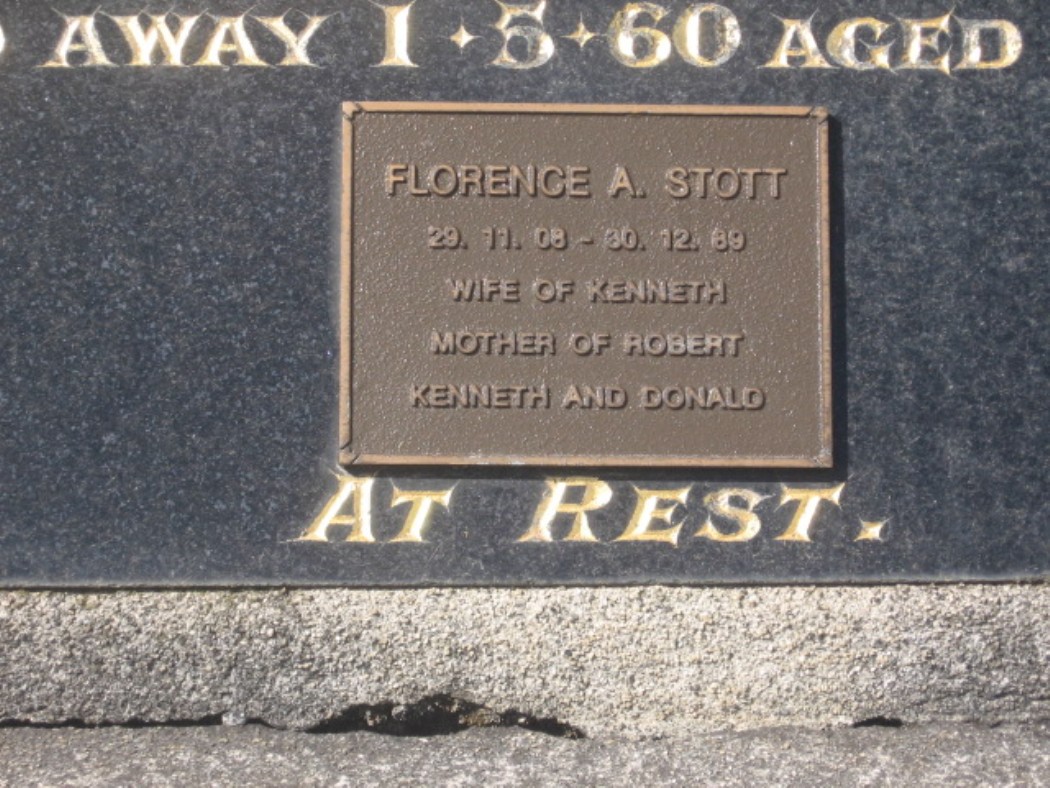 AWAY 1·5·60 AGED
FLORENCE A. STOTT
29. 11. 08 - 30. 12. 89
WIFE OF KENNETH
MOTHER OF ROBERT
KENNETH AND DONALD
AT REST.